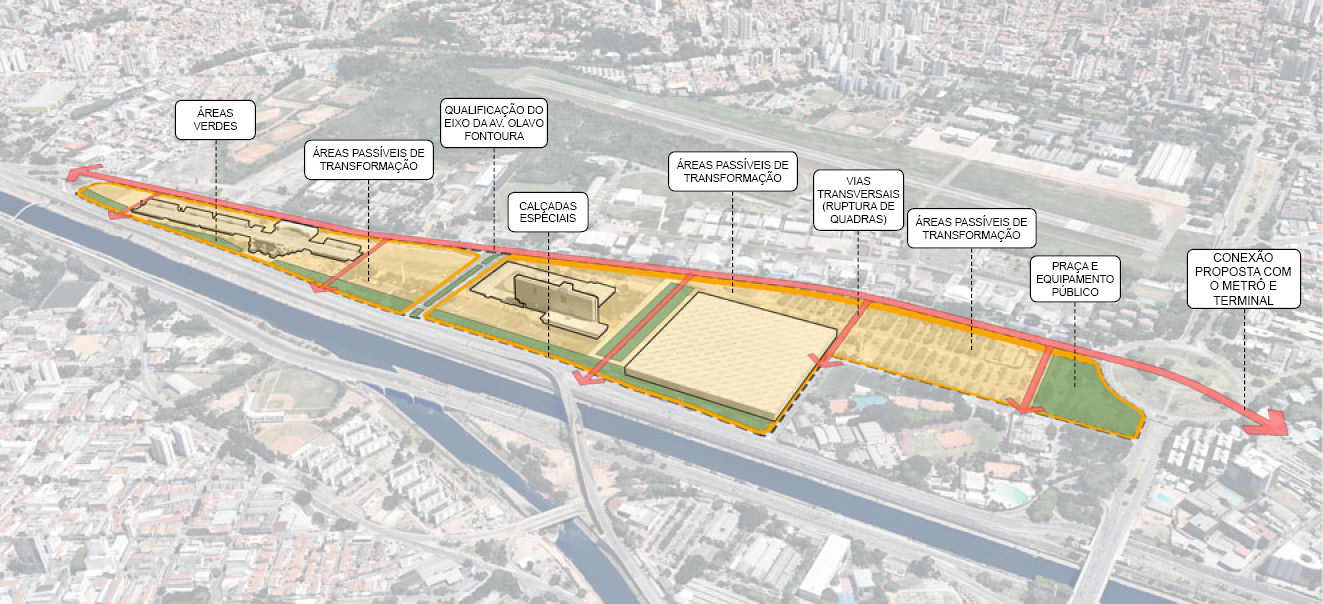 ÁREAS
VERDES
ÁREAS PASSÍVEIS DE
TRANSFORMAÇÃO
QUALIFICAÇÃO DO
EIXO DA AV. OLAVO
FONTOURA
CALÇADAS
ESPECIAIS
ÁREAS PASSÍVEIS DE
TRANSFORMAÇÃO
VIAS
TRANSVERSAIS
(RUPTURA DE
QUADRAS)
ÁREAS PASSÍVEIS DE
TRANSFORMAÇÃO
PRAÇA E
EQUIPAMENTO
PÚBLICO
CONEXÃO
PROPOSTA COM
O METRÔ E
TERMINAL